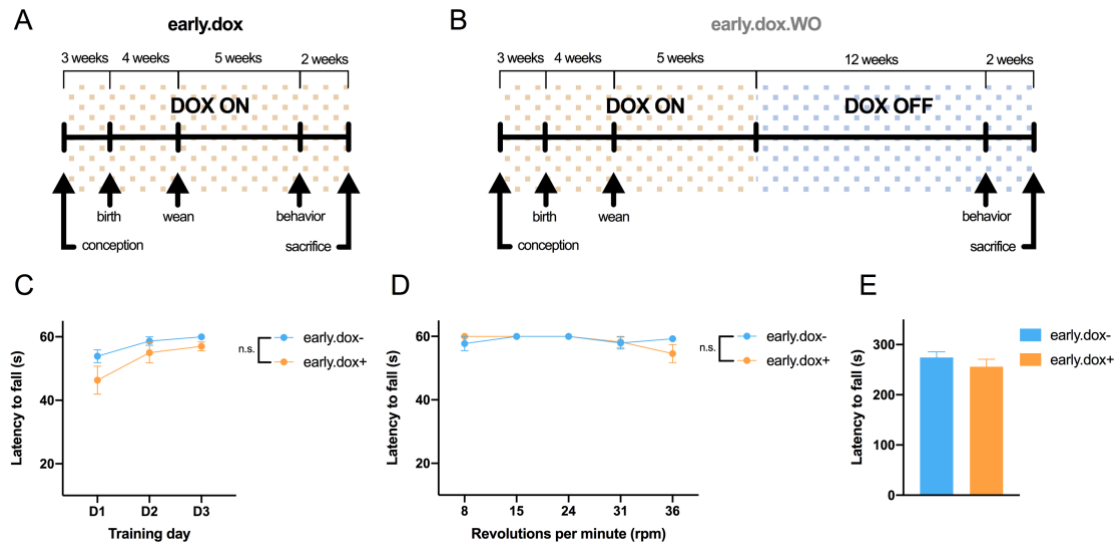 A
early.dox
3 weeks 4 weeks 5 weeks 2 weeks
DOX ON
birth wean behavior
conception sacrifice
B
early.dox.WO
3 weeks 4 weeks 5 weeks 12 weeks 2 weeks
DOX ON DOX OFF
birth wean behavior
conception sacrifice
C
Latency to fall (s)
60
40
20
D1 D2 D3
Training day
n.s.
early.dox-
early.dox+
D
Latency to fall (s)
60
40
20
8 15 24 31 36
Revolutions per minute (rpm)
n.s.
early.dox-
early.dox+
E
Latency to fall (s)
300
200
100
0
early.dox-
early.dox+